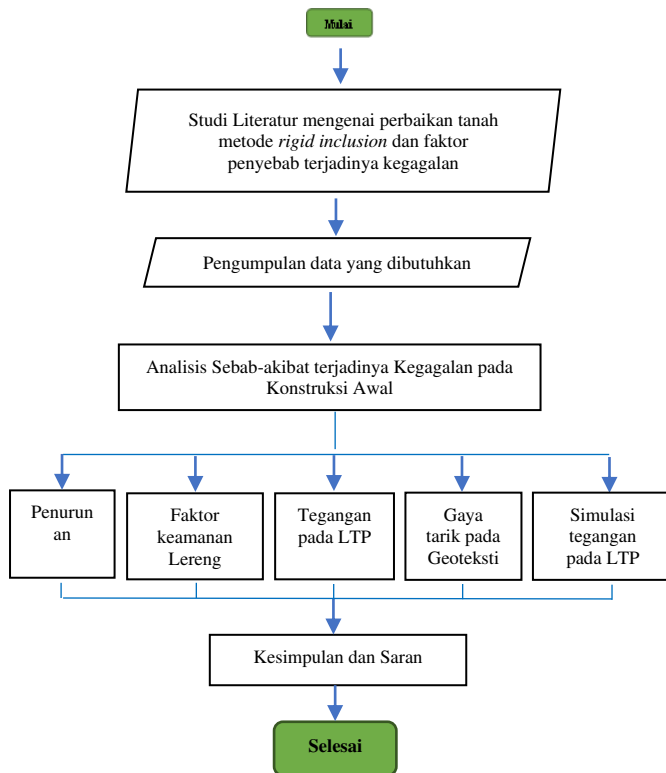 Mulai
Studi Literatur mengenai perbaikan tanah
metode rigid inclusion dan faktor
penyebab terjadinya kegagalan
Pengumpulan data yang dibutuhkan
Analisis Sebab-akibat terjadinya Kegagalan pada
Konstruksi Awal
Penurun
an
Faktor
keamanan
Lereng
Tegangan
pada LTP
Gaya
tarik pada
Geoteksti
Simulasi
tegangan
pada LTP
Kesimpulan dan Saran
Selesai